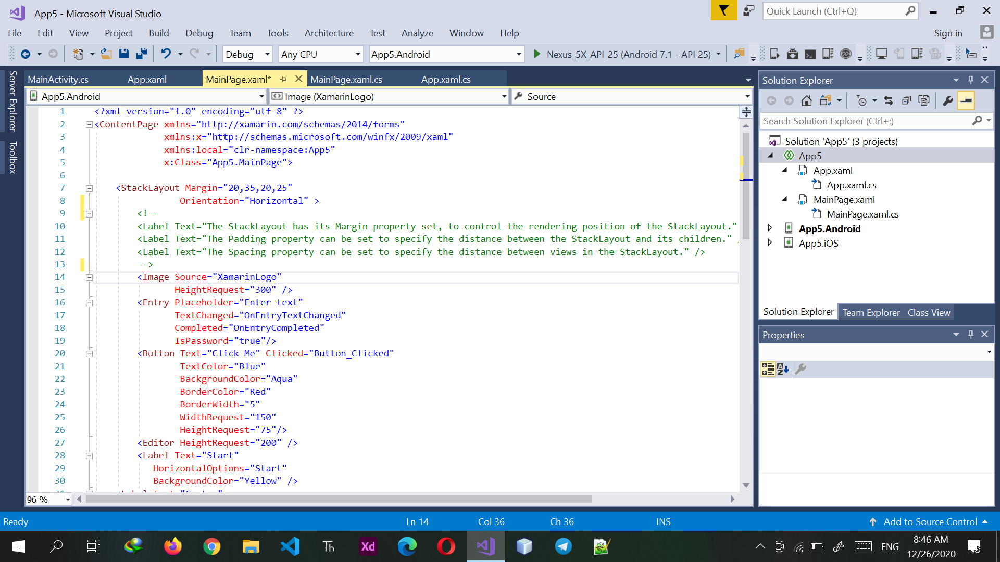 App5 - Microsoft Visual Studio
Quick Launch (Ctrl+Q)
File Edit View Project Build Debug Team Tools Architecture Test Analyze Window Help
Sign in
Debug Any CPU App5.Android Nexus_5X_API_25 (Android 7.1 - API 25)
Server Explorer
Toolbox
MainActivity.cs App.xaml MainPage.xaml* MainPage.xaml.cs App.xaml.cs
App5.Android Image (XamarinLogo) Source
1 <?xml version="1.0" encoding="utf-8" ?>
2 <ContentPage xmlns="http://xamarin.com/schemas/2014/forms"
3 xmlns:x="http://schemas.microsoft.com/winfx/2009/xaml"
4 xmlns:local="clr-namespace:App5"
5 x:Class="App5.MainPage">
6
7 <StackLayout Margin="20,35,20,25"
8 Orientation="Horizontal" >
9 <!--
10 <Label Text="The StackLayout has its Margin property set, to control the rendering position of the StackLayout."
11 <Label Text="The Padding property can be set to specify the distance between the StackLayout and its children." /
12 <Label Text="The Spacing property can be set to specify the distance between views in the StackLayout." />
13 -->
14 <Image Source="XamarinLogo"
15 HeightRequest="300" />
16 <Entry Placeholder="Enter text"
17 TextChanged="OnEntryTextChanged"
18 Completed="OnEntryCompleted"
19 IsPassword="true"/>
20 <Button Text="Click Me" Clicked="Button_Clicked"
21 TextColor="Blue"
22 BackgroundColor="Aqua"
23 BorderColor="Red"
24 BorderWidth="5"
25 WidthRequest="150"
26 HeightRequest="75"/>
27 <Editor HeightRequest="200" />
28 <Label Text="Start"
29 HorizontalOptions="Start"
30 BackgroundColor="Yellow" />
96 %
Solution Explorer
Search Solution Explorer (Ctrl+;)
Solution 'App5' (3 projects)
App5
App.xaml
App.xaml.cs
MainPage.xaml
MainPage.xaml.cs
App5.Android
App5.iOS
Solution Explorer Team Explorer Class View
Properties
Ready Ln 14 Col 36 Ch 36 INS Add to Source Control
Th Xd ENG
8:46 AM
12/26/2020